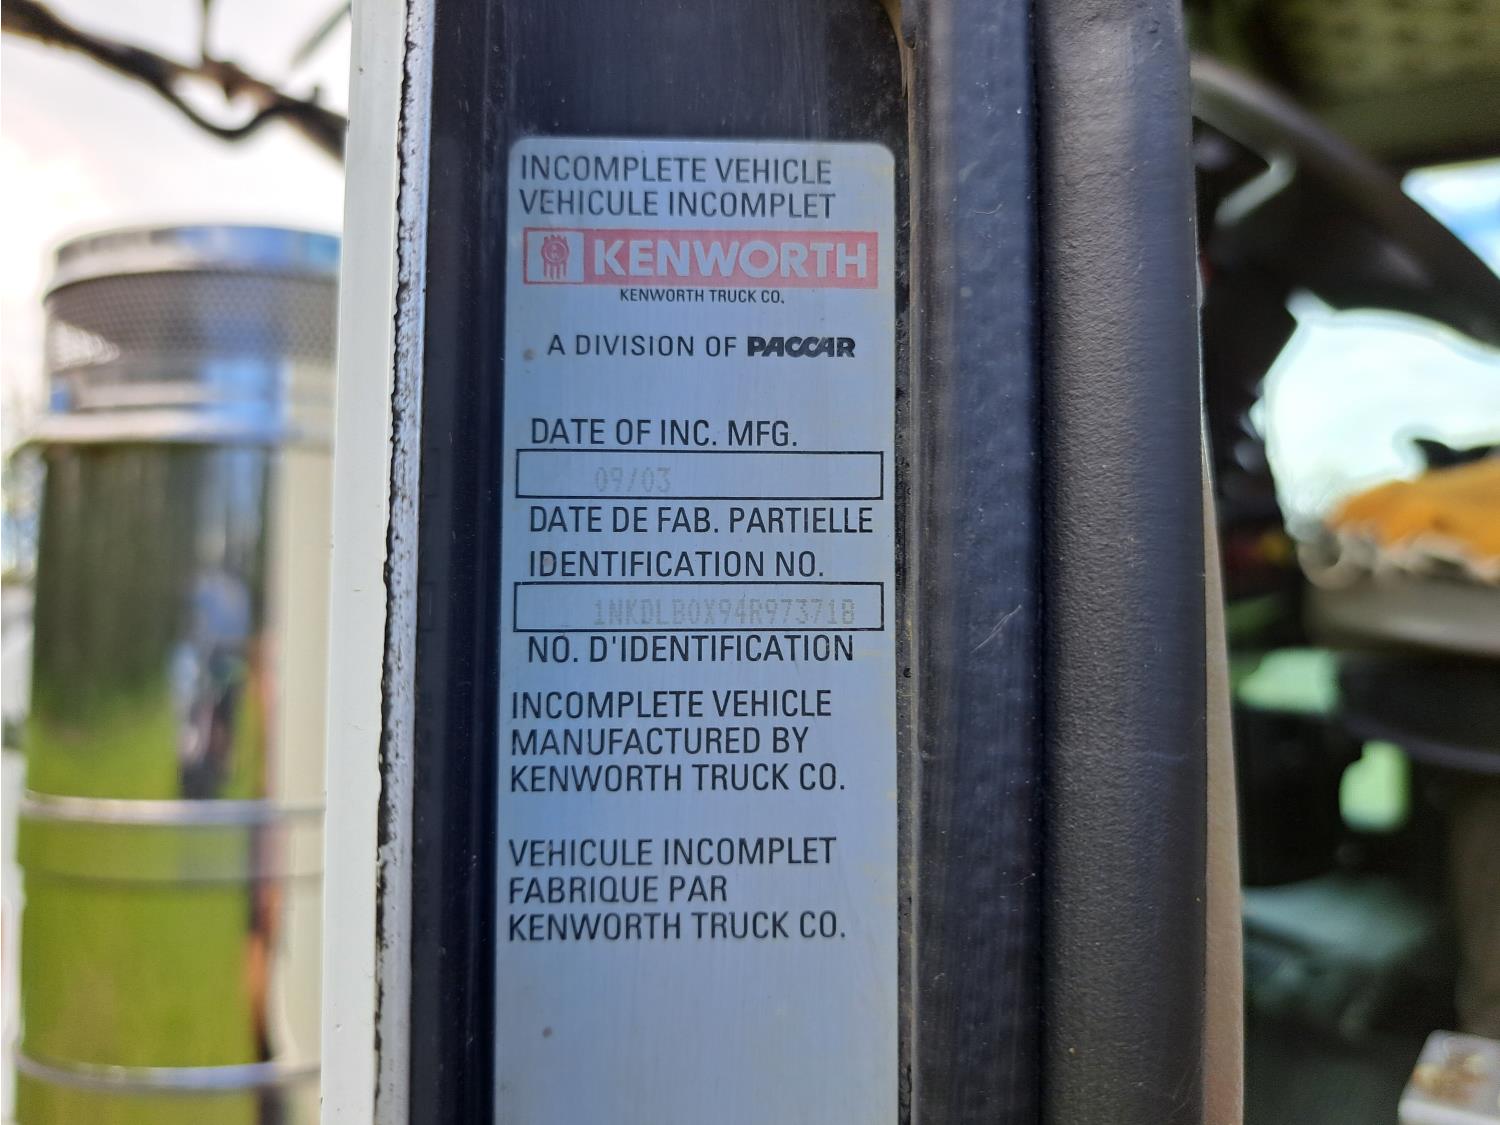 INCOMPLETE VEHICLE
VEHICULE INCOMPLET
KENWORTH
KENWORTH TRUCK CO.
A DIVISION OF PACCAR
DATE OF INC. MFG.
09/03
DATE DE FAB. PARTIELLE
IDENTIFICATION NO.
1NKDLB0X94R973718
NO. D'IDENTIFICATION
INCOMPLETE VEHICLE
MANUFACTURED BY
KENWORTH TRUCK CO.
VEHICULE INCOMPLET
FABRIQUE PAR
KENWORTH TRUCK CO.